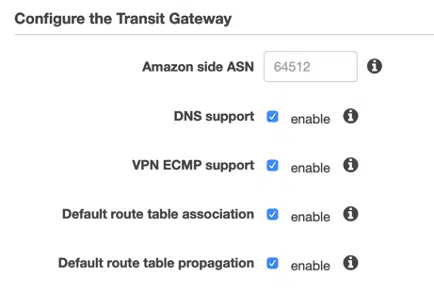 Configure the Transit Gateway
Amazon side ASN 64512
DNS support enable
VPN ECMP support enable
Default route table association enable
Default route table propagation enable